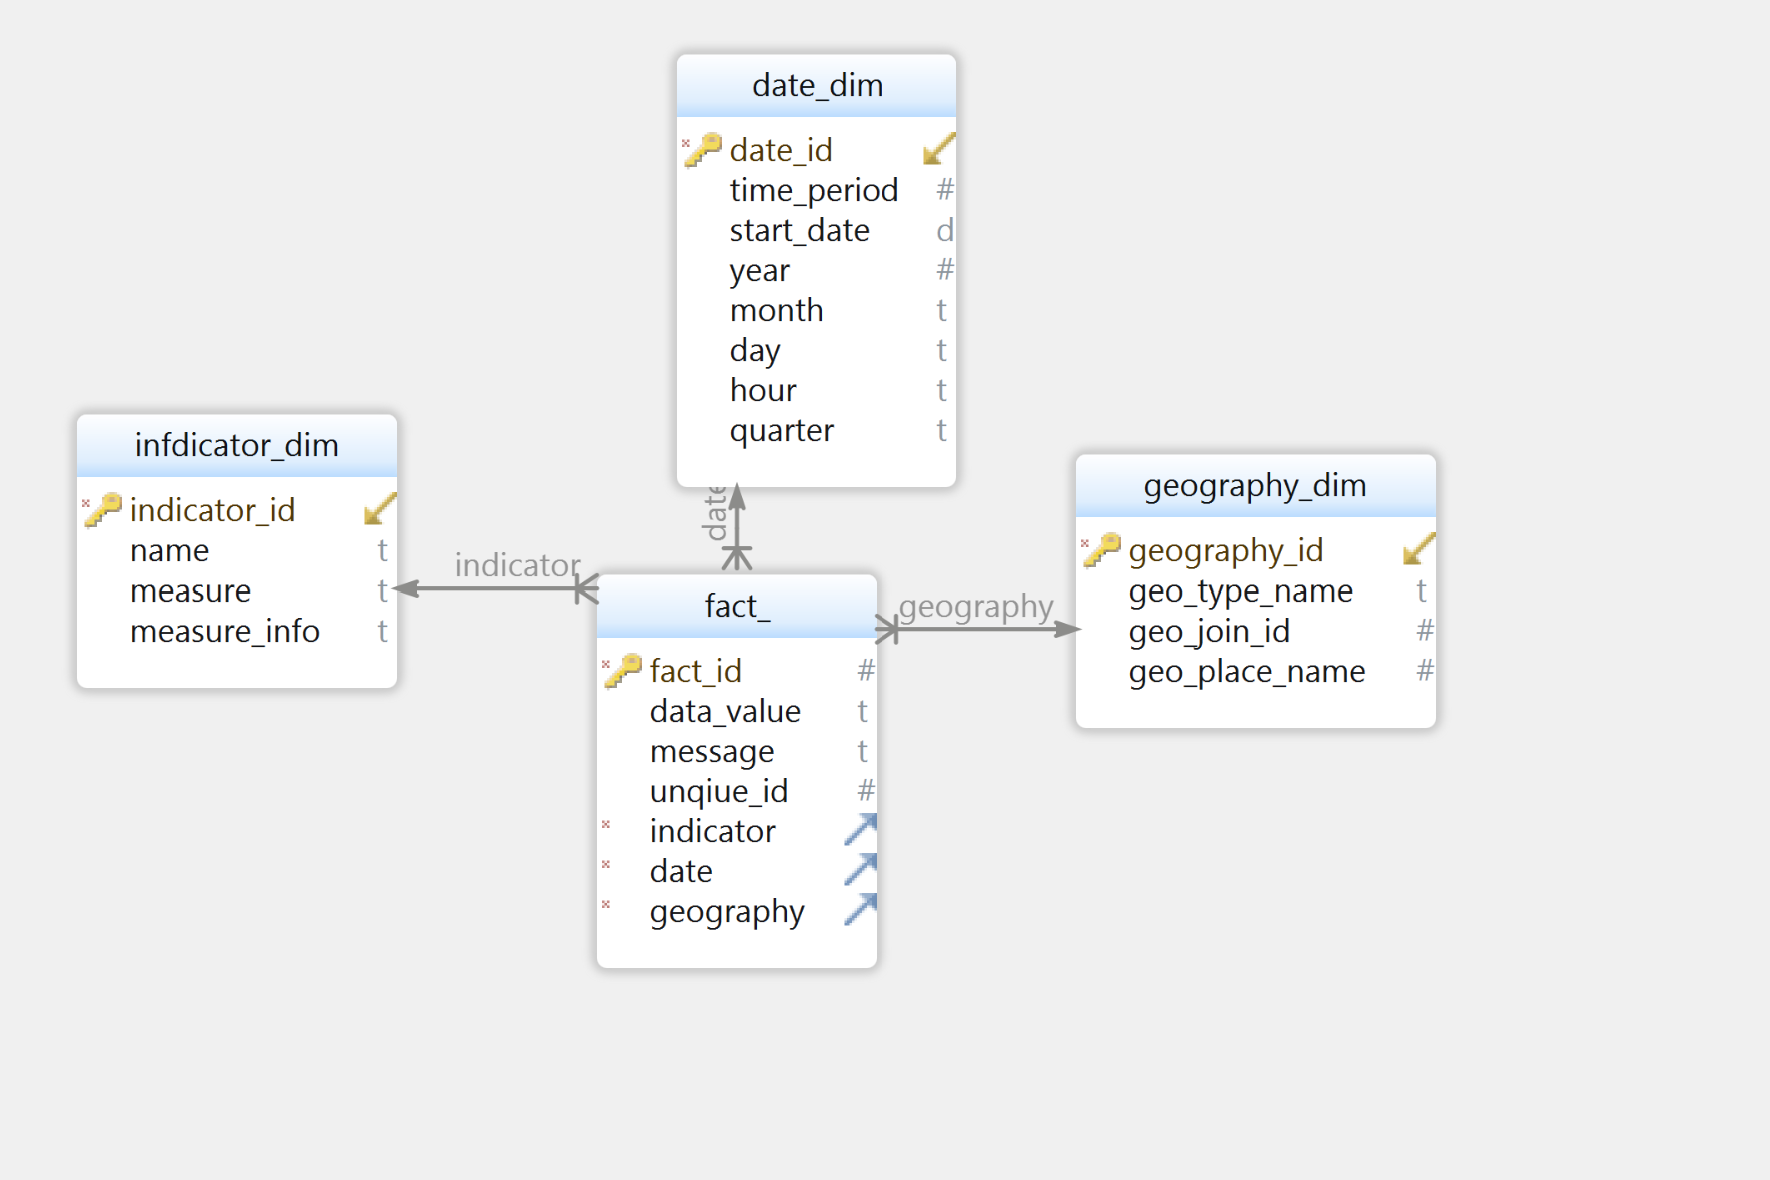 date_dim
date_id
time_period #
start_date d
year #
month t
day t
hour t
quarter t
infdicator_dim
indicator_id
name t
measure t
measure_info t
indicator
date
geography
geography_dim
geography_id
geo_type_name t
geo_join_id #
geo_place_name #
fact_
fact_id #
data_value t
message t
unqiue_id #
indicator
date
geography